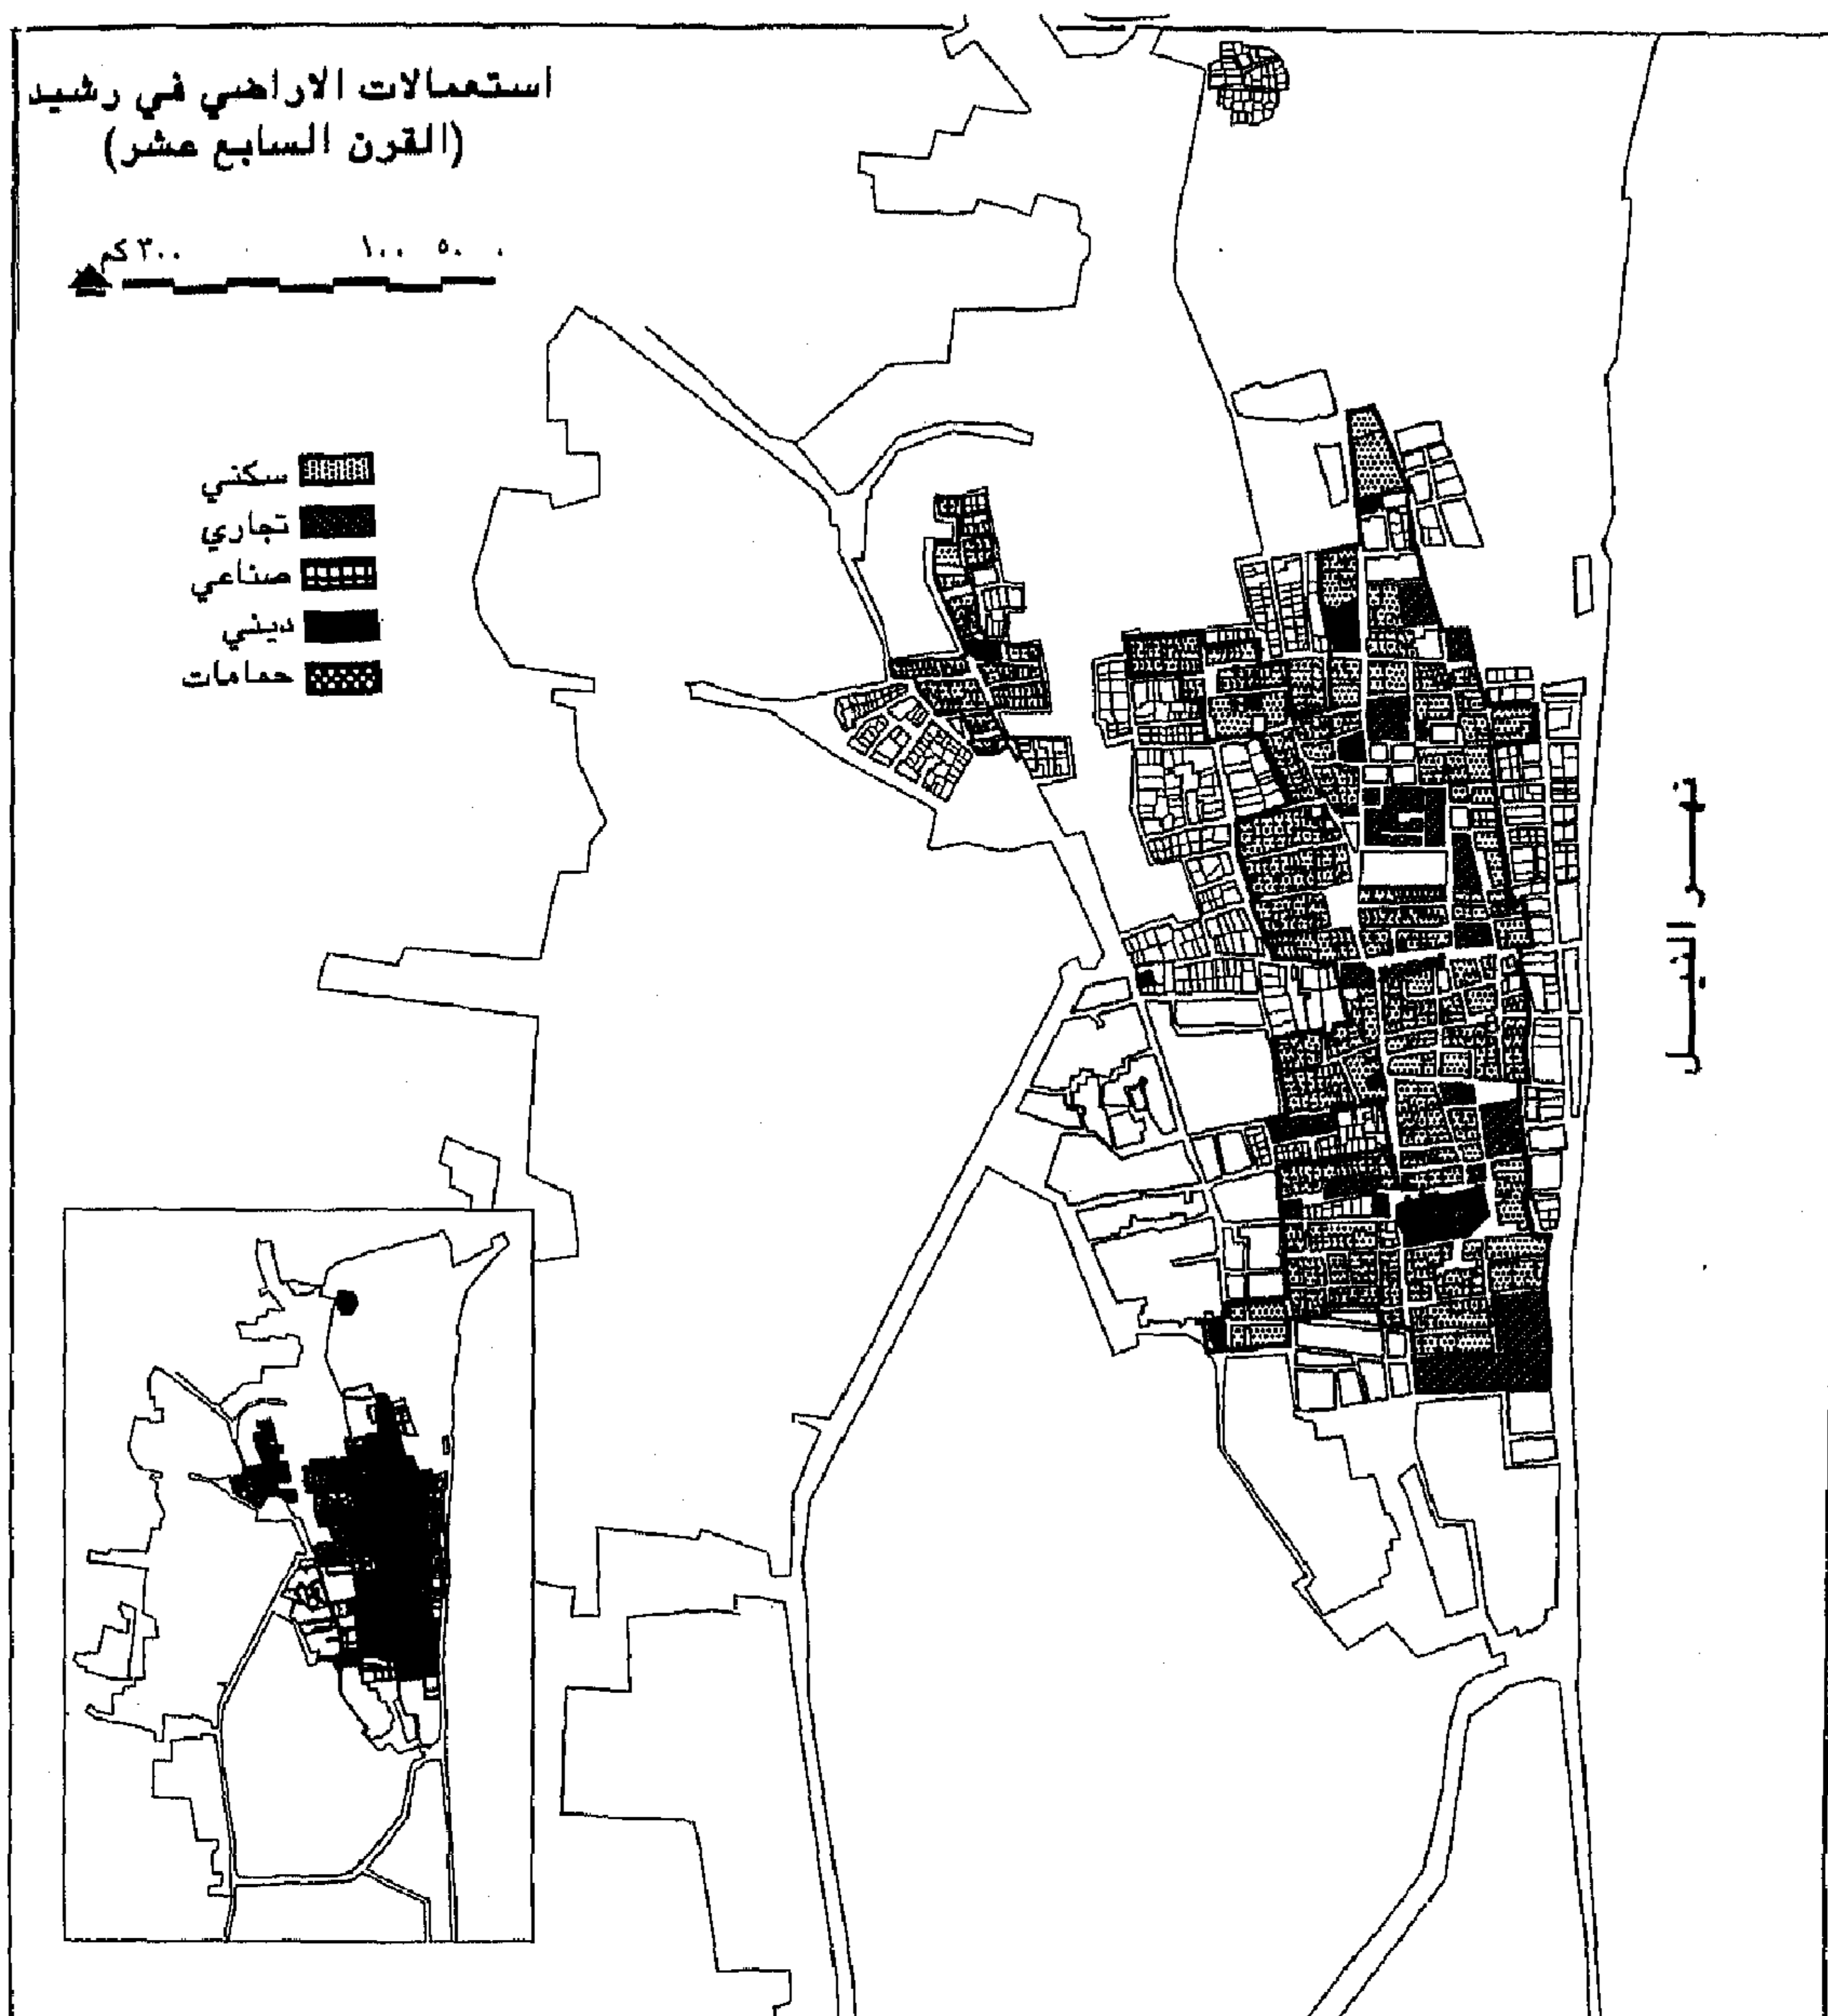 استعمالات الاراضي في رشيد
(القرن السابع عشر)
٠ ٥٠ ١٠٠ ٣٠٠ كم
سكني
تجاري
صناعي
ديني
حمامات
نهر النيل